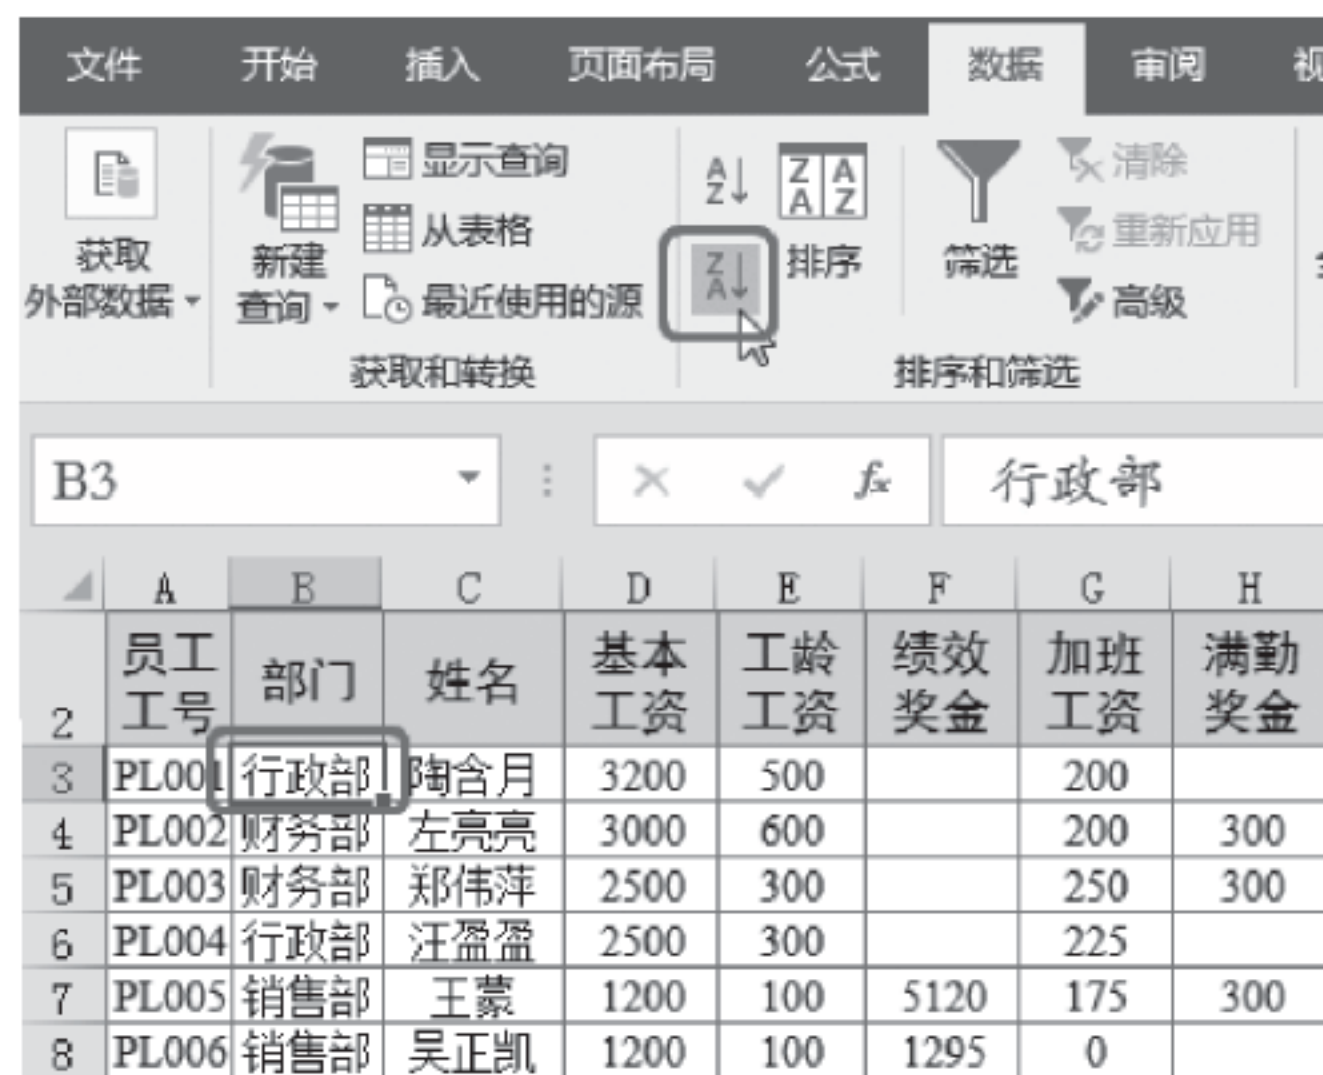 文件 开始 插入 页面布局 公式 数据 审阅
获取
外部数据
新建
查询
显示查询
从表格
最近使用的源
获取和转换
A
Z
Z
A
Z A
A Z
排序
筛选
清除
重新应用
高级
排序和筛选
B3 fx 行政部
A B C D E F G H
2 员工工号 部门 姓名 基本工资 工龄工资 绩效奖金 加班工资 满勤奖金
3 PL001 行政部 陶含月 3200 500 200
4 PL002 财务部 左亮亮 3000 600 200 300
5 PL003 财务部 郑伟萍 2500 300 250 300
6 PL004 行政部 汪盈盈 2500 300 225
7 PL005 销售部 王蒙 1200 100 5120 175 300
8 PL006 销售部 吴正凯 1200 100 1295 0